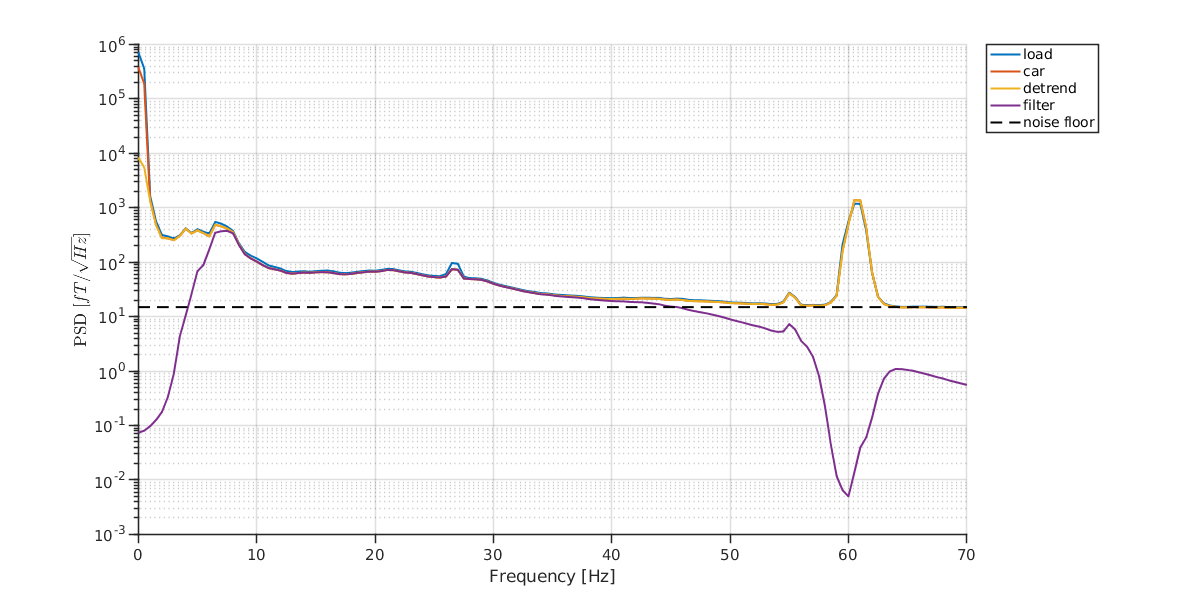 10^6
10^5
10^4
10^3
10^2
10^1
10^0
10^-1
10^-2
10^-3
PSD [fT/√Hz]
0 10 20 30 40 50 60 70
Frequency [Hz]
load
car
detrend
filter
noise floor